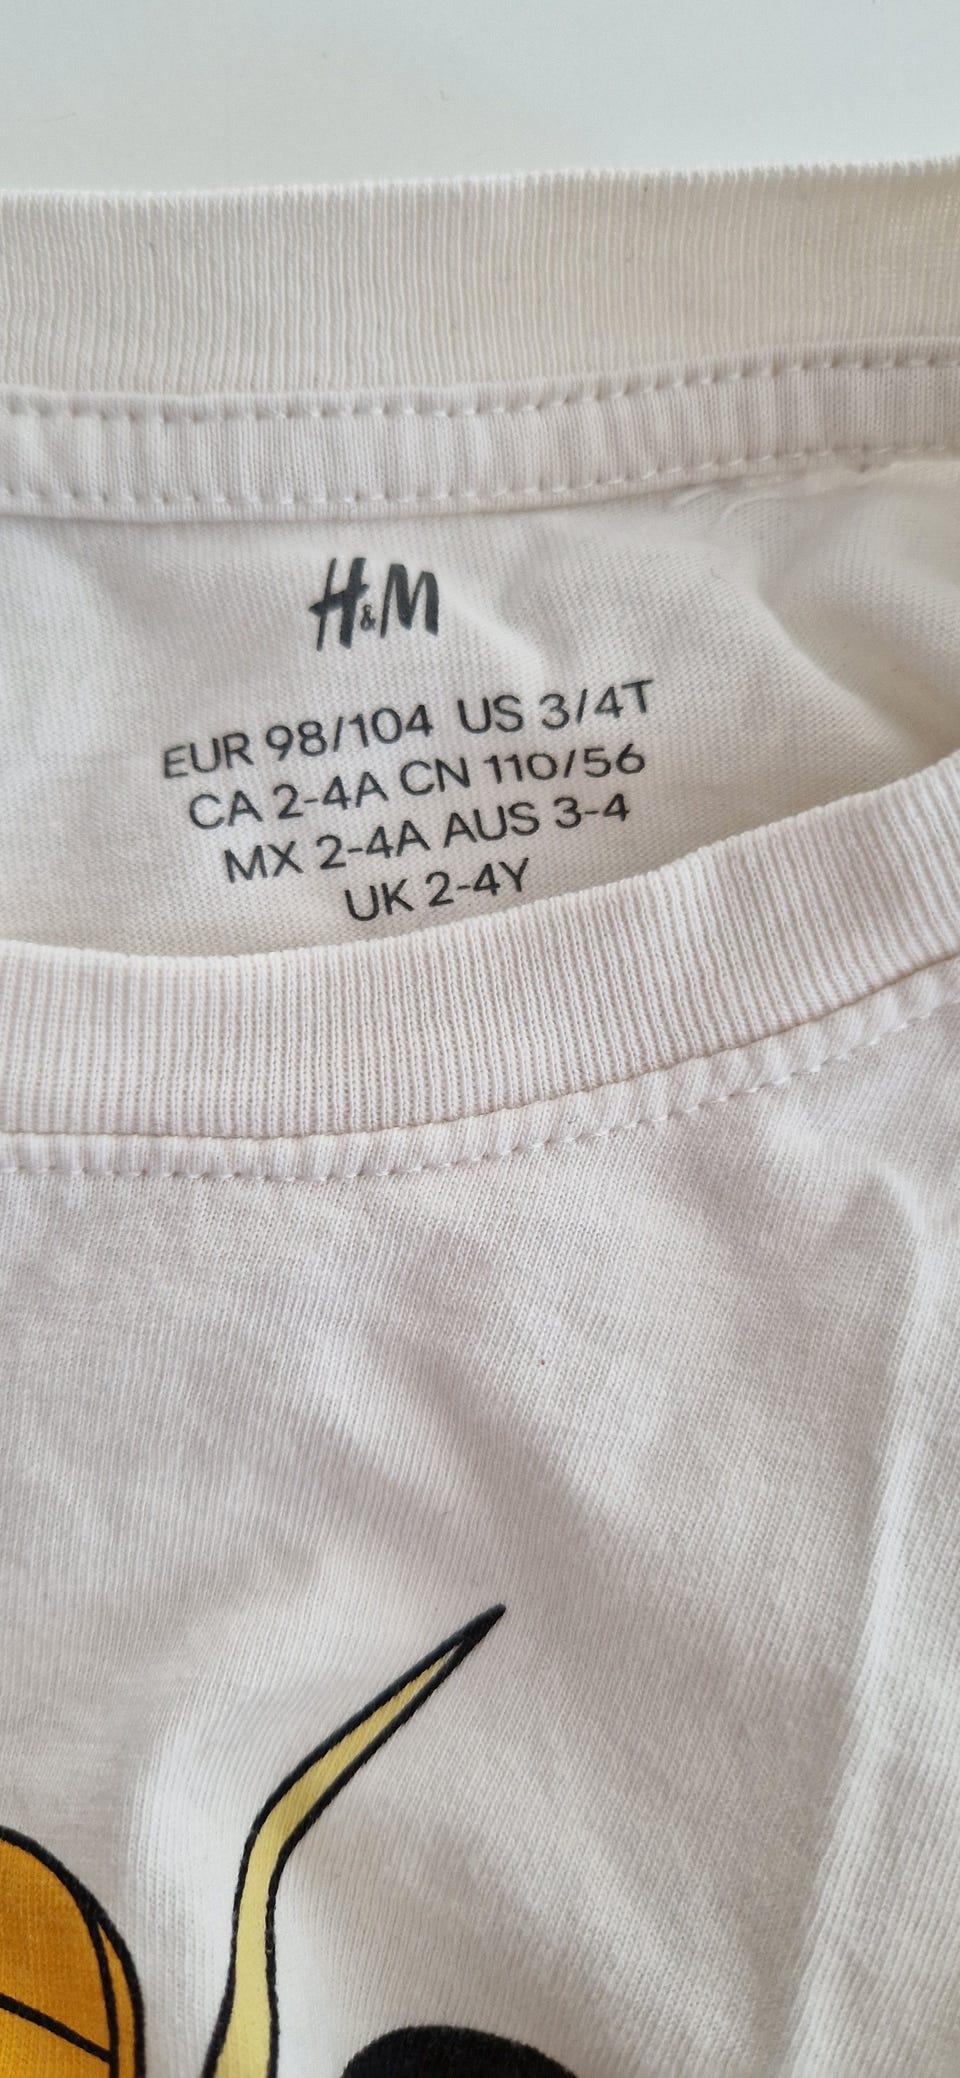 H&M
EUR 98/104 US 3/4T
CA 2-4A CN 110/56
MX 2-4A AUS 3-4
UK 2-4Y